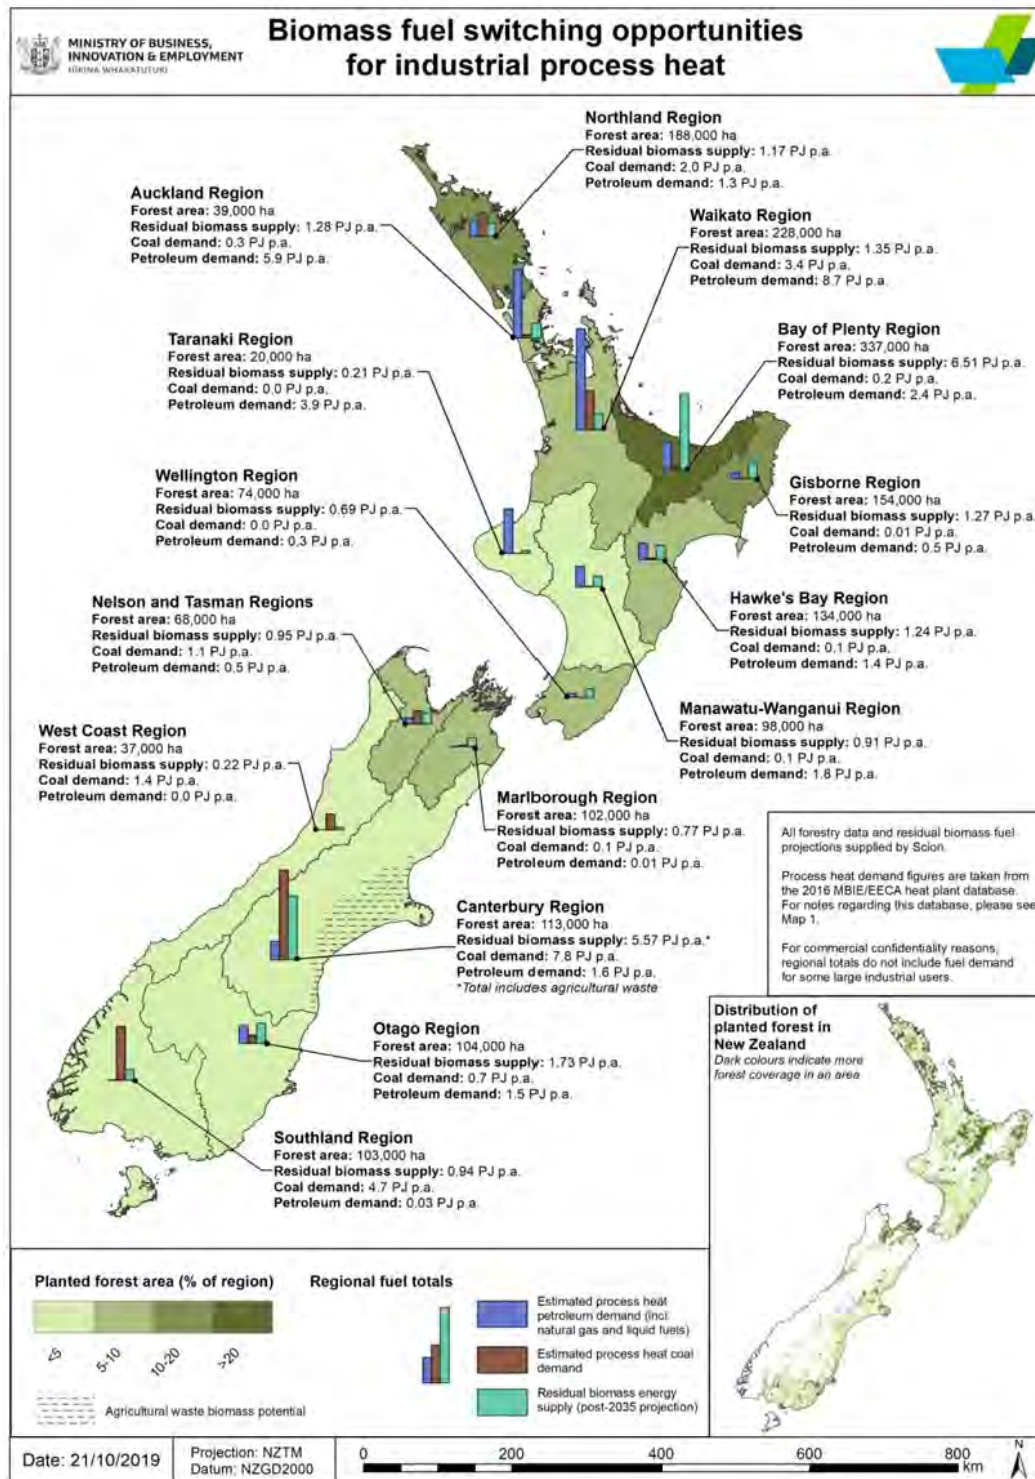 Biomass fuel switching opportunities
for industrial process heat
MINISTRY OF BUSINESS,
INNOVATION & EMPLOYMENT
HĪKINA WHAKATUTUKI
Northland Region
Forest area: 188,000 ha
Residual biomass supply: 1.17 PJ p.a.
Coal demand: 2.0 PJ p.a.
Petroleum demand: 1.3 PJ p.a.
Auckland Region
Forest area: 39,000 ha
Residual biomass supply: 1.28 PJ p.a.
Coal demand: 0.3 PJ p.a.
Petroleum demand: 5.9 PJ p.a.
Waikato Region
Forest area: 228,000 ha
Residual biomass supply: 1.35 PJ p.a.
Coal demand: 3.4 PJ p.a.
Petroleum demand: 8.7 PJ p.a.
Taranaki Region
Forest area: 20,000 ha
Residual biomass supply: 0.21 PJ p.a.
Coal demand: 0.0 PJ p.a.
Petroleum demand: 3.9 PJ p.a.
Bay of Plenty Region
Forest area: 337,000 ha
Residual biomass supply: 6.51 PJ p.a.
Coal demand: 0.2 PJ p.a.
Petroleum demand: 2.4 PJ p.a.
Wellington Region
Forest area: 74,000 ha
Residual biomass supply: 0.69 PJ p.a.
Coal demand: 0.0 PJ p.a.
Petroleum demand: 0.3 PJ p.a.
Gisborne Region
Forest area: 154,000 ha
Residual biomass supply: 1.27 PJ p.a.
Coal demand: 0.01 PJ p.a.
Petroleum demand: 0.5 PJ p.a.
Nelson and Tasman Regions
Forest area: 68,000 ha
Residual biomass supply: 0.95 PJ p.a.
Coal demand: 1.1 PJ p.a.
Petroleum demand: 0.5 PJ p.a.
Hawke's Bay Region
Forest area: 134,000 ha
Residual biomass supply: 1.24 PJ p.a.
Coal demand: 0.1 PJ p.a.
Petroleum demand: 1.4 PJ p.a.
West Coast Region
Forest area: 37,000 ha
Residual biomass supply: 0.22 PJ p.a.
Coal demand: 1.4 PJ p.a.
Petroleum demand: 0.0 PJ p.a.
Manawatu-Wanganui Region
Forest area: 98,000 ha
Residual biomass supply: 0.91 PJ p.a.
Coal demand: 0.1 PJ p.a.
Petroleum demand: 1.8 PJ p.a.
Marlborough Region
Forest area: 102,000 ha
Residual biomass supply: 0.77 PJ p.a.
Coal demand: 0.1 PJ p.a.
Petroleum demand: 0.01 PJ p.a.
Canterbury Region
Forest area: 113,000 ha
Residual biomass supply: 5.57 PJ p.a.*
Coal demand: 7.8 PJ p.a.
Petroleum demand: 1.6 PJ p.a.
*Total includes agricultural waste
Otago Region
Forest area: 104,000 ha
Residual biomass supply: 1.73 PJ p.a.
Coal demand: 0.7 PJ p.a.
Petroleum demand: 1.5 PJ p.a.
Southland Region
Forest area: 103,000 ha
Residual biomass supply: 0.94 PJ p.a.
Coal demand: 4.7 PJ p.a.
Petroleum demand: 0.03 PJ p.a.
All forestry data and residual biomass fuel
projections supplied by Scion.
Process heat demand figures are taken from
the 2016 MBIE/EECA heat plant database.
For notes regarding this database, please see
Map 1.
For commercial confidentiality reasons,
regional totals do not include fuel demand
for some large industrial users.
Distribution of
planted forest in
New Zealand
Dark colours indicate more
forest coverage in an area
Planted forest area (% of region)
<5
5-10
10-20
>20
Agricultural waste biomass potential
Regional fuel totals
Estimated process heat
petroleum demand (incl.
natural gas and liquid fuels)
Estimated process heat coal
demand
Residual biomass energy
supply (post-2035 projection)
Date: 21/10/2019
Projection: NZTM
Datum: NZGD2000
0 200 400 600 800
km
N